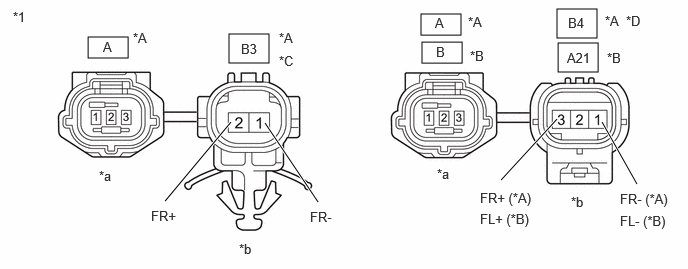 *1
A *A
B3 *A
*C
1 2 3
2 1
*a
FR+
FR-
*b
A *A
B *B
B4 *A *D
A21 *B
1 2 3
3 2 1
*a
FR+ (*A)
FL+ (*B)
*b
FR- (*A)
FL- (*B)